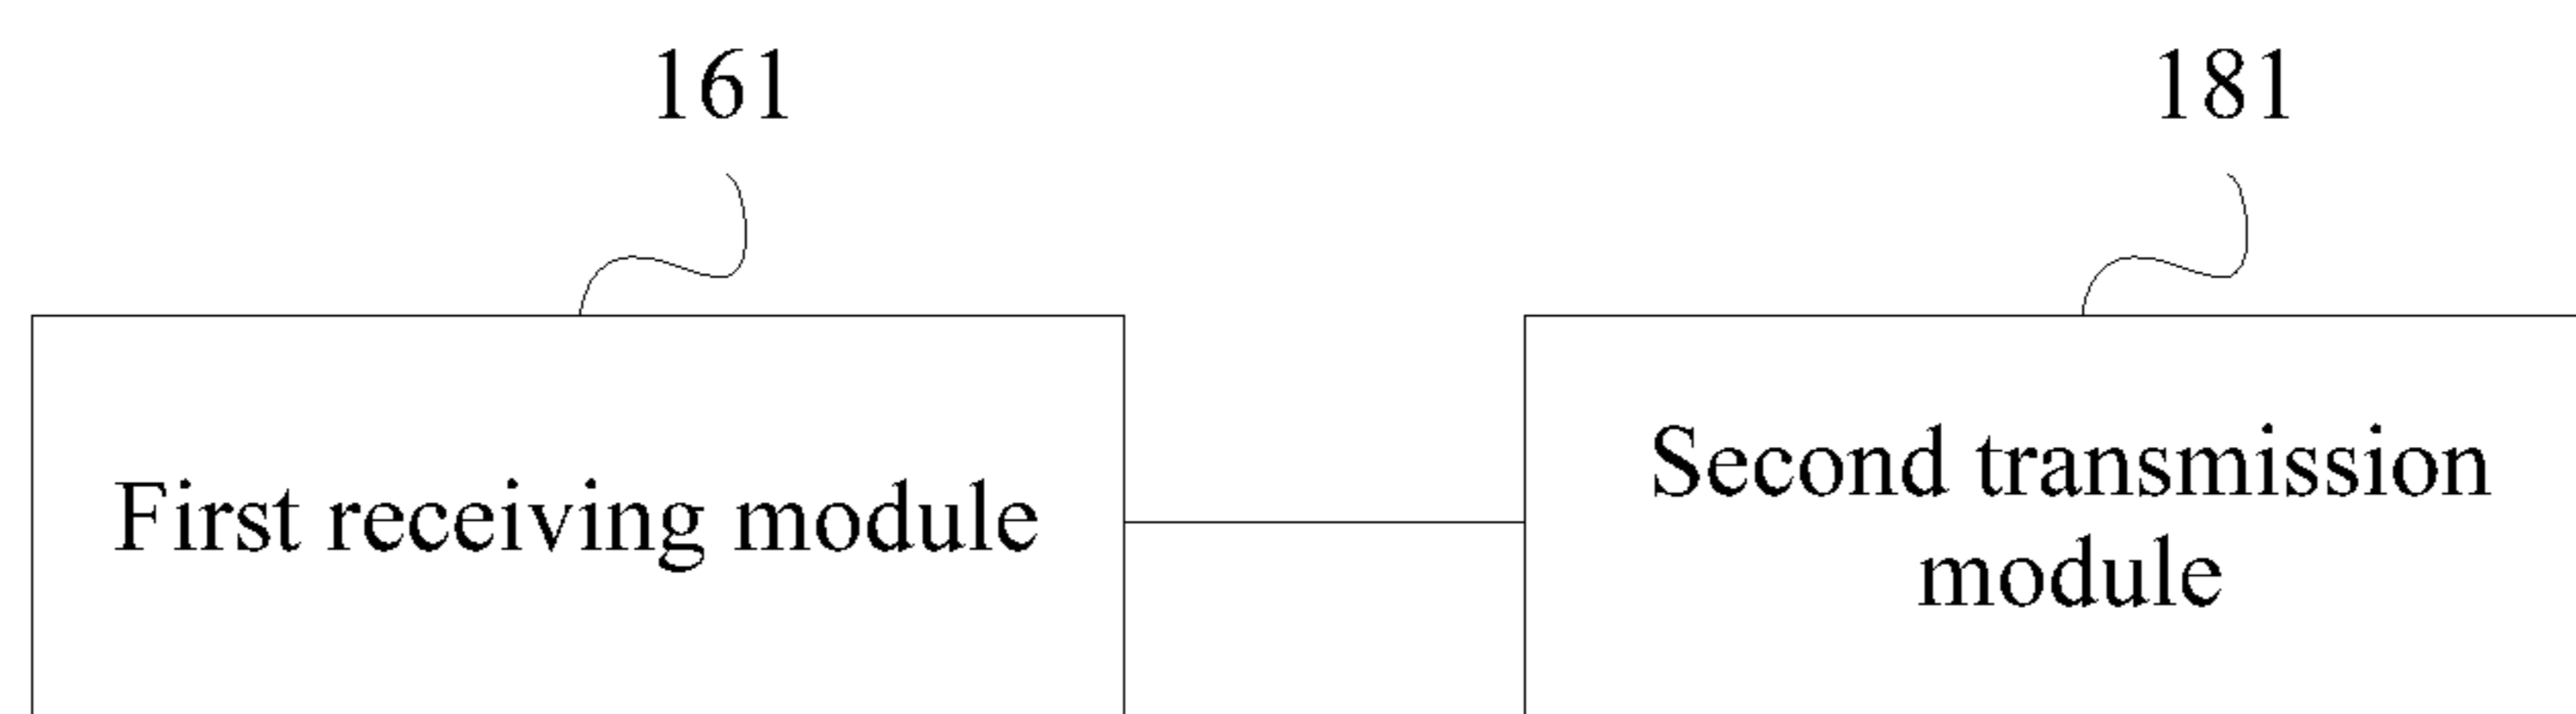 161
181
First receiving module
Second transmission
module